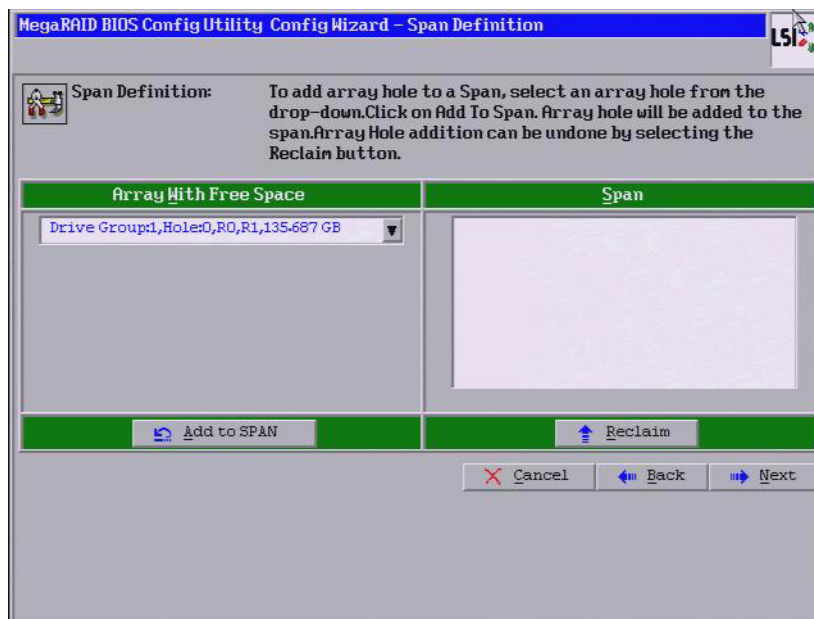 MegaRAID BIOS Config Utility Config Wizard – Span Definition
LSI
Span Definition:
To add array hole to a Span, select an array hole from the
drop-down.Click on Add To Span. Array hole will be added to the
span.Array Hole addition can be undone by selecting the
Reclaim button.
Array With Free Space
Span
Drive Group:1,Hole:0,R0,R1,135.687 GB
Add to SPAN
Reclaim
Cancel
Back
Next